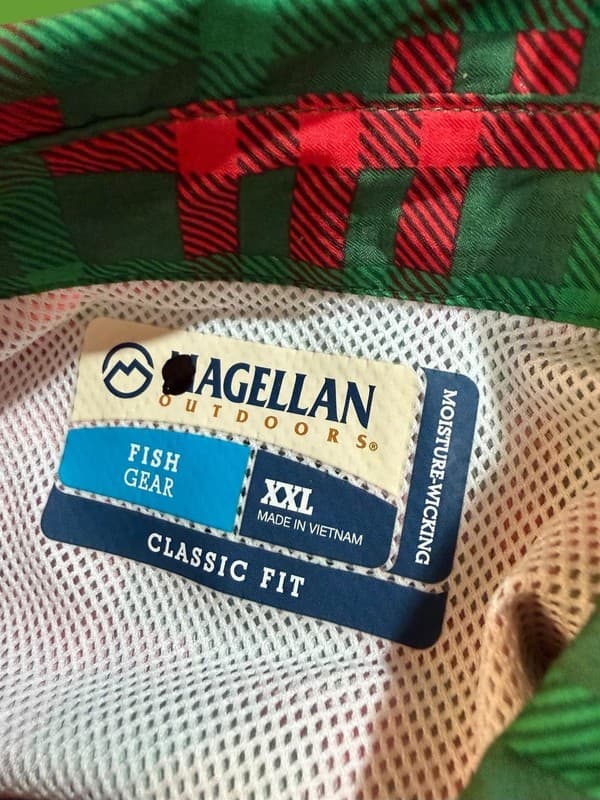 MAGELLAN
OUTDOORS®
FISH
GEAR
XXL
MADE IN VIETNAM
CLASSIC FIT
MOISTURE-WICKING